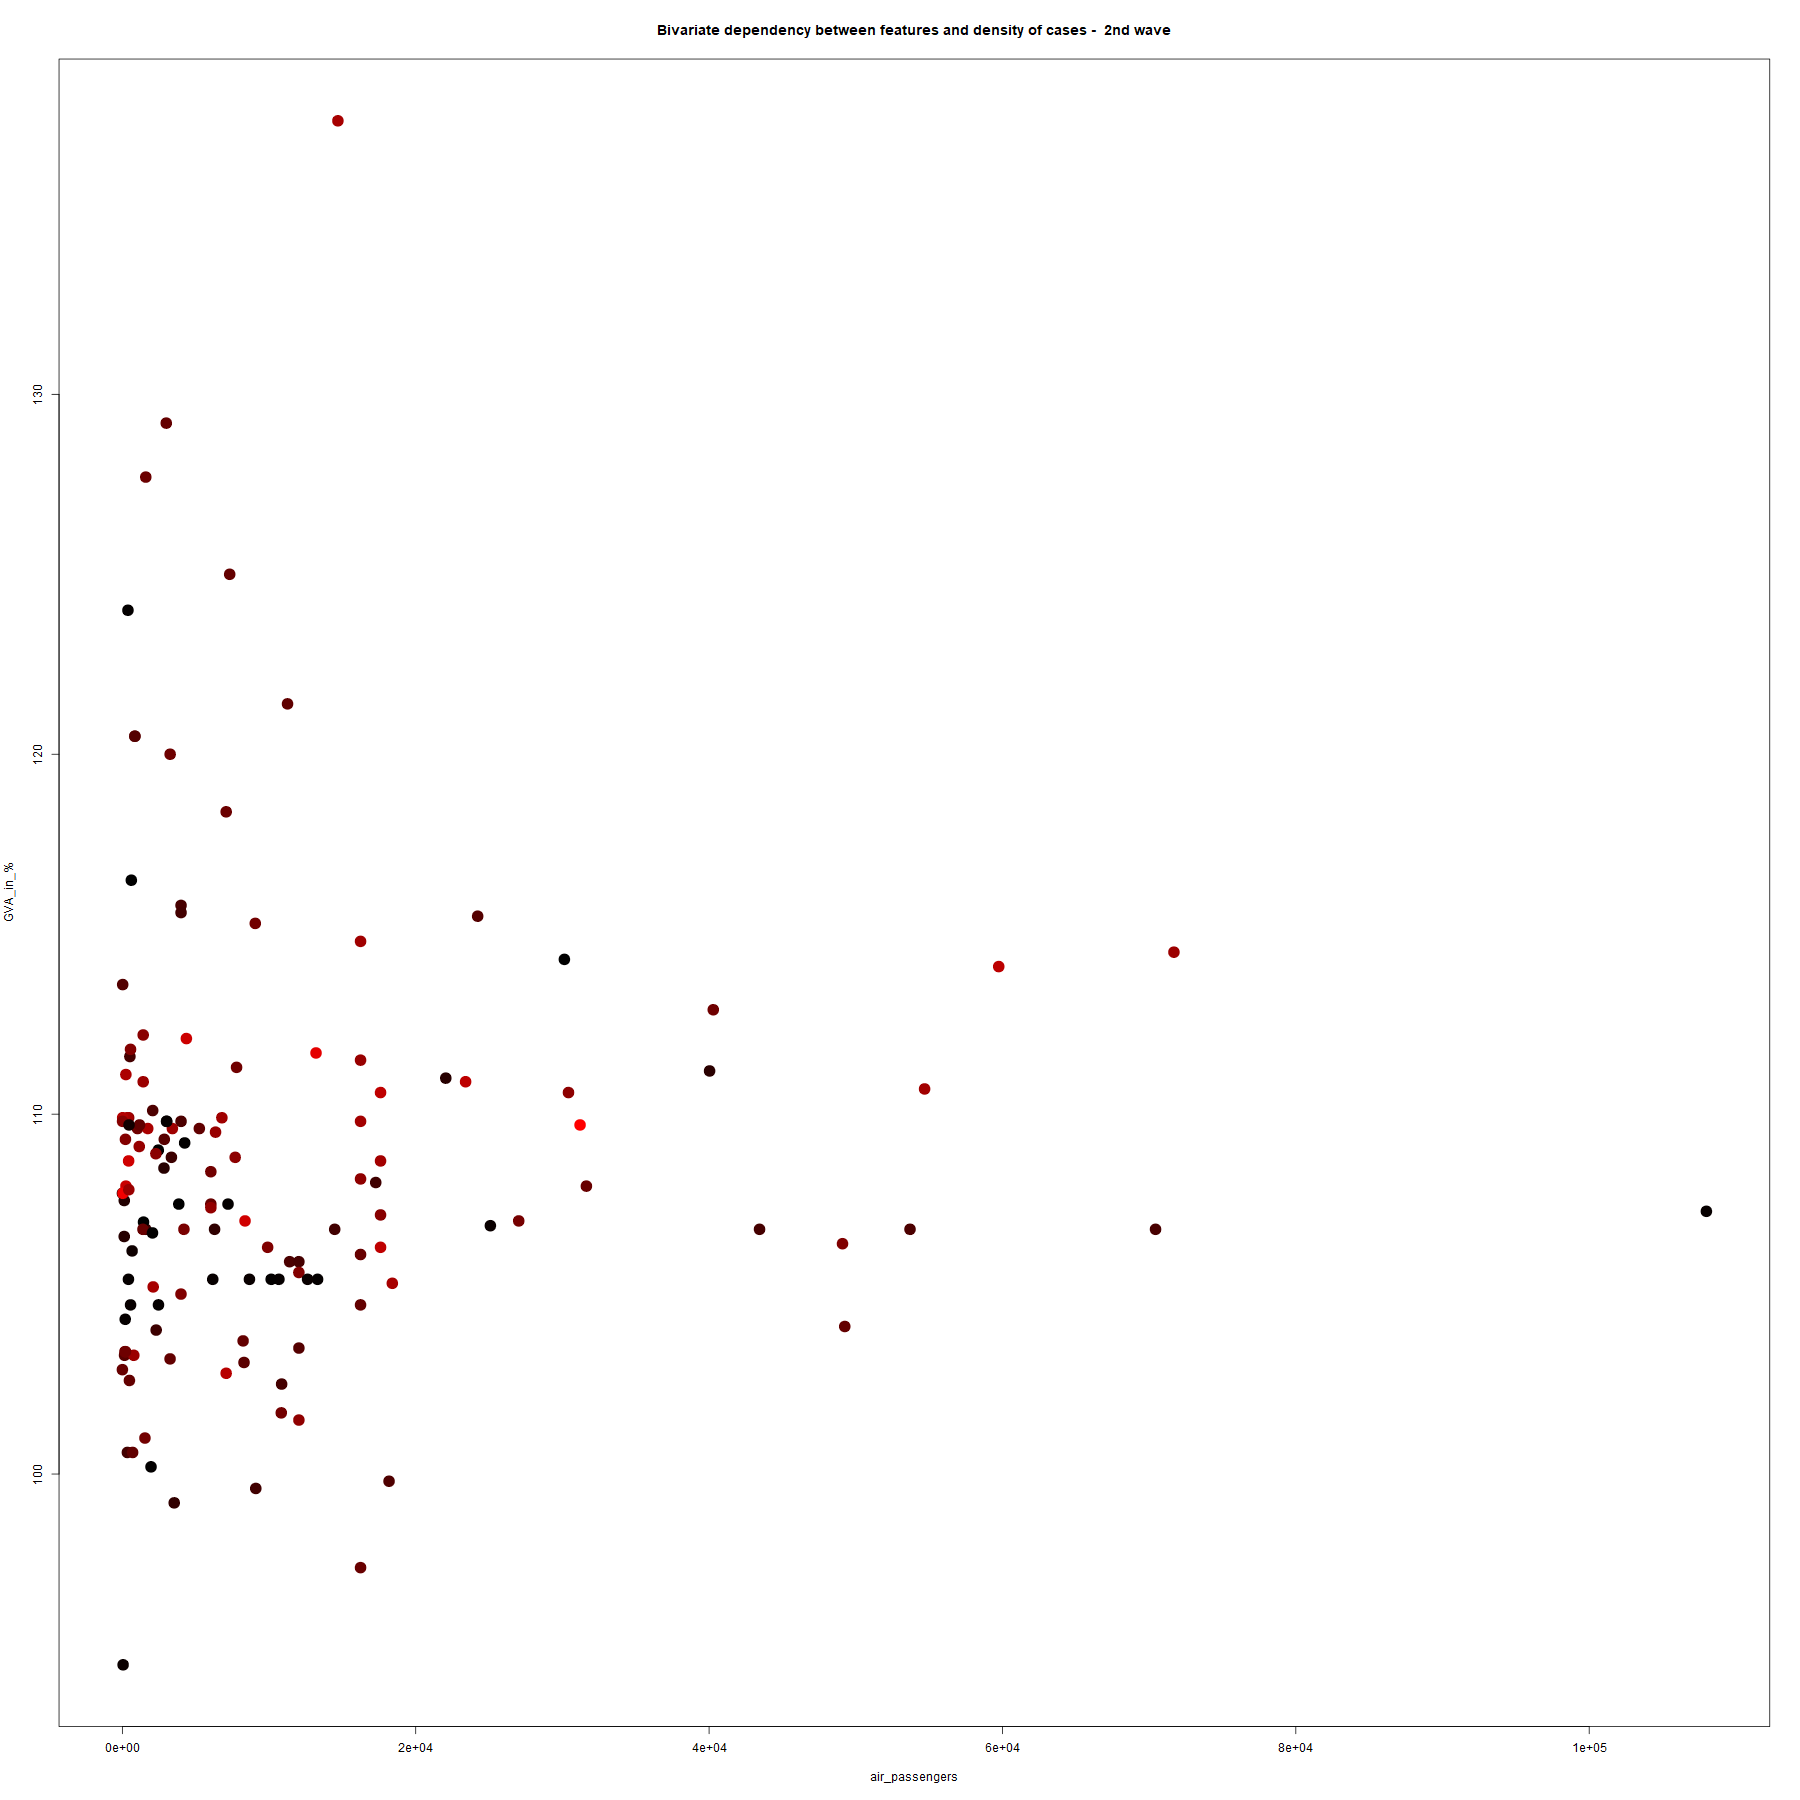 Bivariate dependency between features and density of cases -  2nd wave
GVA_in_%
130
120
110
100
0e+00 2e+04 4e+04 6e+04 8e+04 1e+05
air_passengers